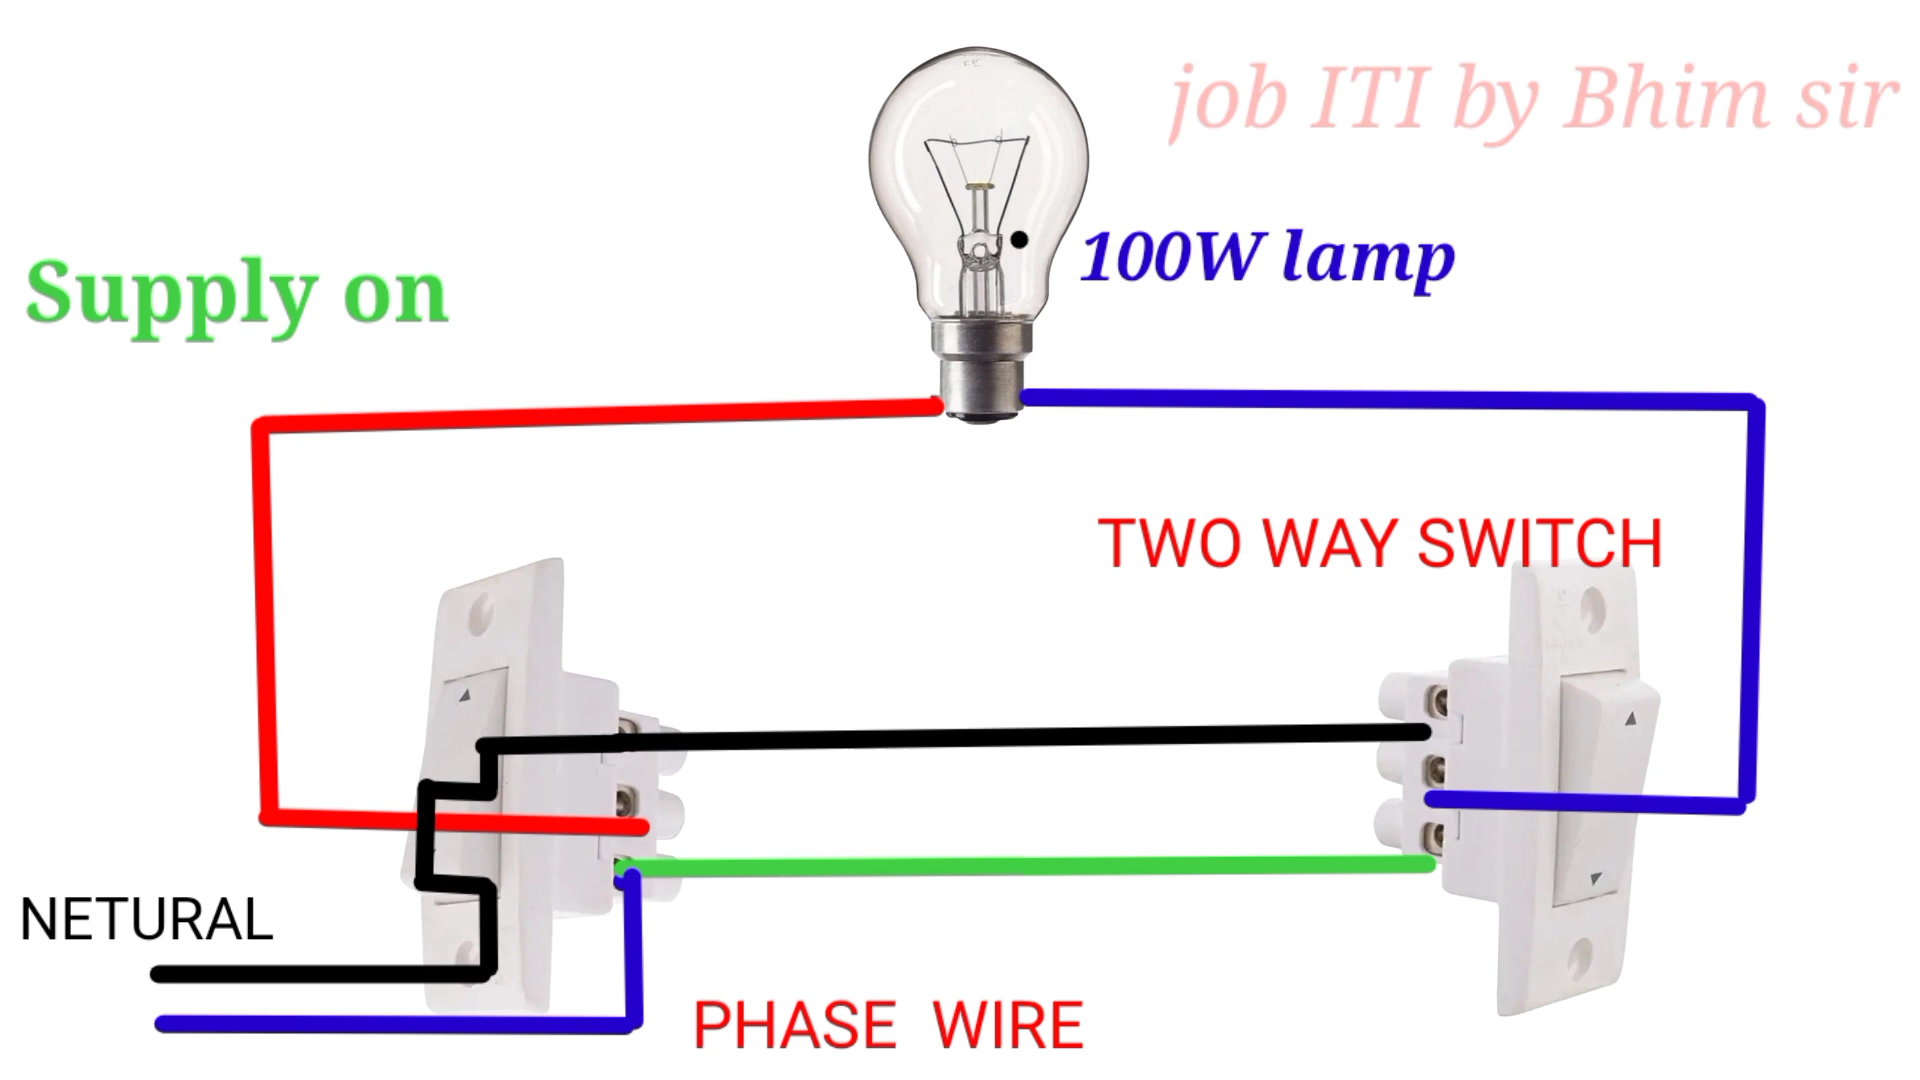 job ITI by Bhim sir
100W lamp
Supply on
TWO WAY SWITCH
NETURAL
PHASE WIRE